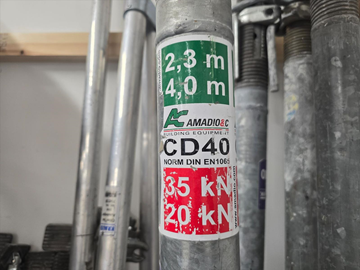 2,3 m
4,0 m
AMADIO&C
BUILDING EQUIPMENT
CD40
NORM DIN EN1065
35 kN
20 kN